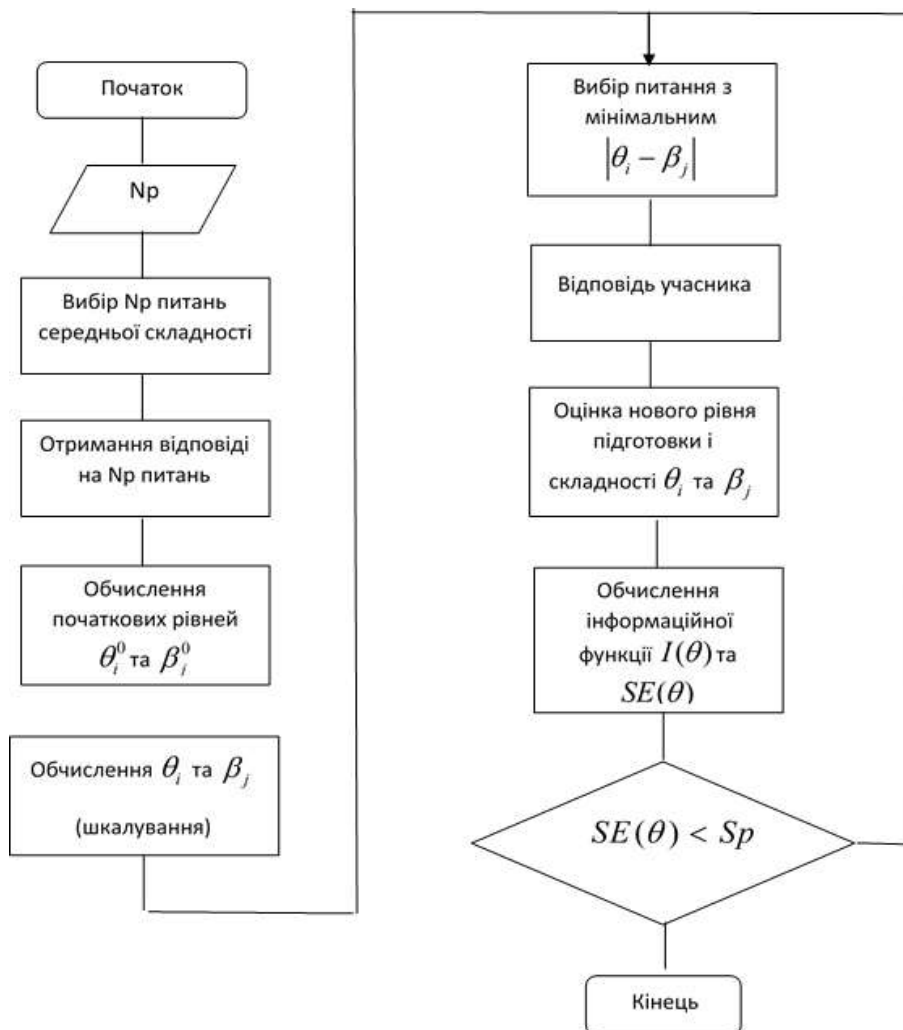 Початок
Np
Вибір Np питань
середньої складності
Отримання відповіді
на Np питань
Обчислення
початкових рівней
θ_i^0 та β_j^0
Обчислення θ_i та β_j
(шкалування)
Вибір питання з
мінімальним
|θ_i − β_j|
Відповідь учасника
Оцінка нового рівня
підготовки і
складності θ_i та β_j
Обчислення
інформаційної
функції I(θ) та
SE(θ)
SE(θ) < Sp
Кінець